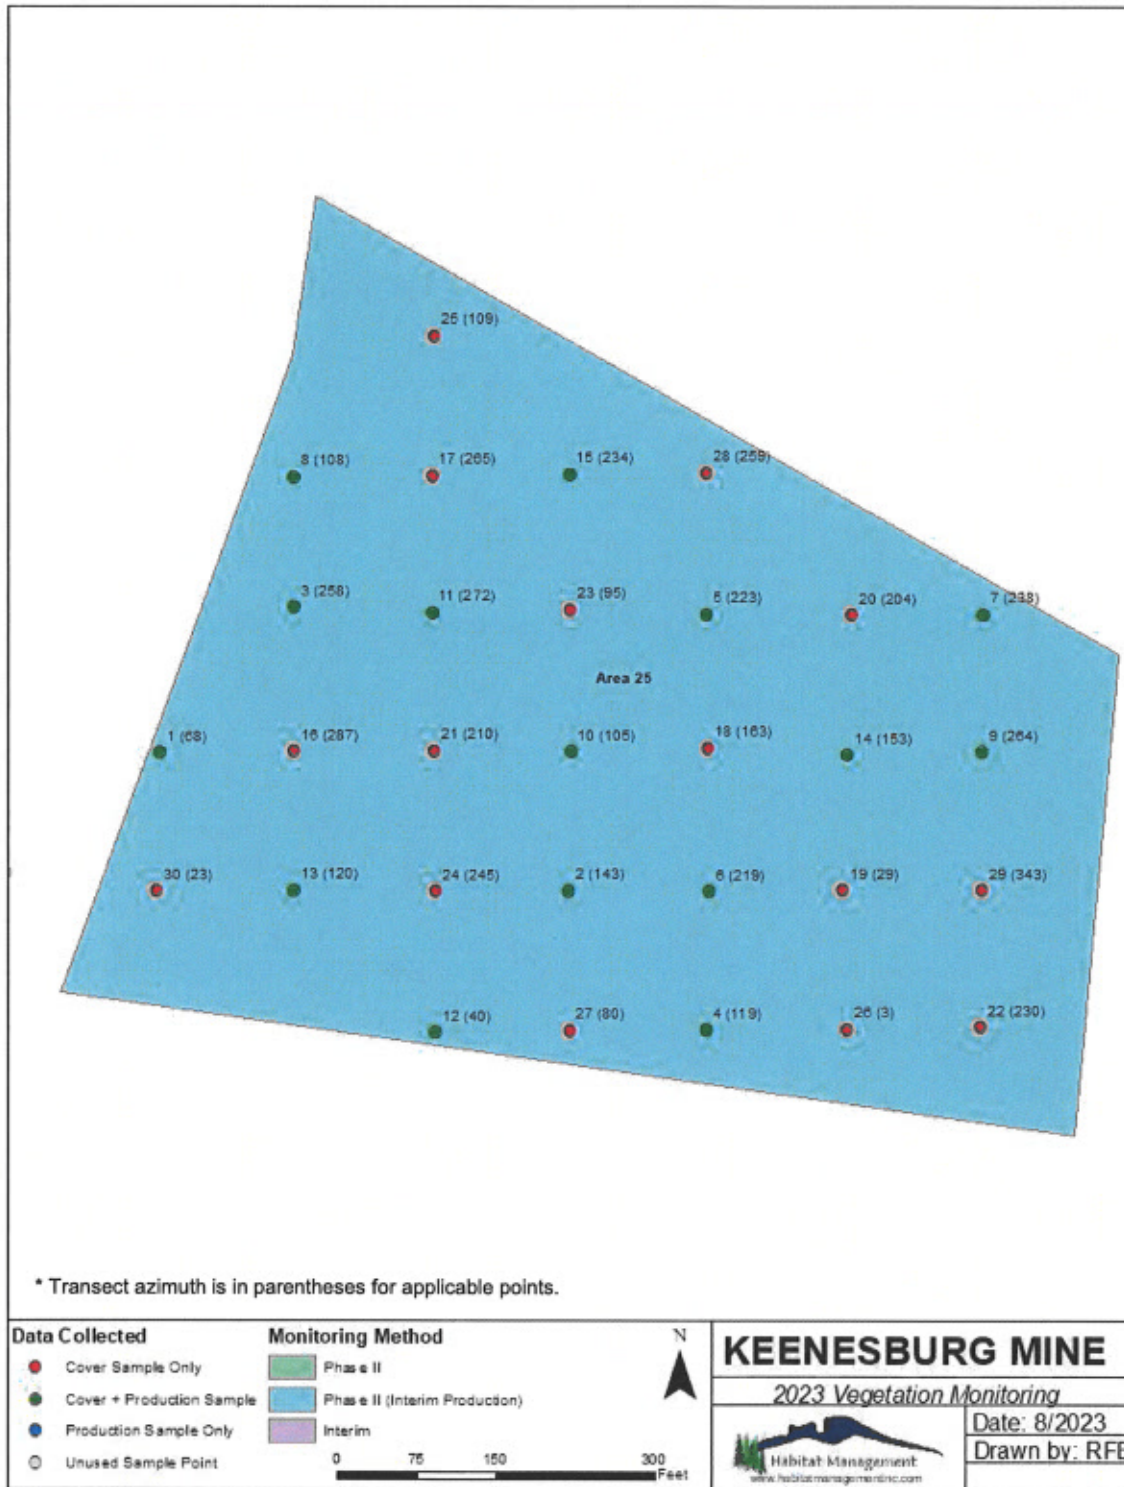 25 (109)
8 (108) 17 (265) 15 (234) 28 (259)
3 (258) 11 (272) 23 (95) 5 (223) 20 (204) 7 (238)
Area 25
1 (68) 16 (287) 21 (210) 10 (105) 18 (163) 14 (153) 9 (264)
30 (23) 13 (120) 24 (245) 2 (143) 6 (219) 19 (29) 29 (343)
12 (40) 27 (80) 4 (119) 26 (3) 22 (230)
* Transect azimuth is in parentheses for applicable points.
Data Collected
Cover Sample Only
Cover + Production Sample
Production Sample Only
Unused Sample Point
Monitoring Method
Phase II
Phase II (Interim Production)
Interim
N
0 75 150 300
Feet
KEENESBURG MINE
2023 Vegetation Monitoring
Habitat Management
www.habitatmanagementinc.com
Date: 8/2023
Drawn by: RFB